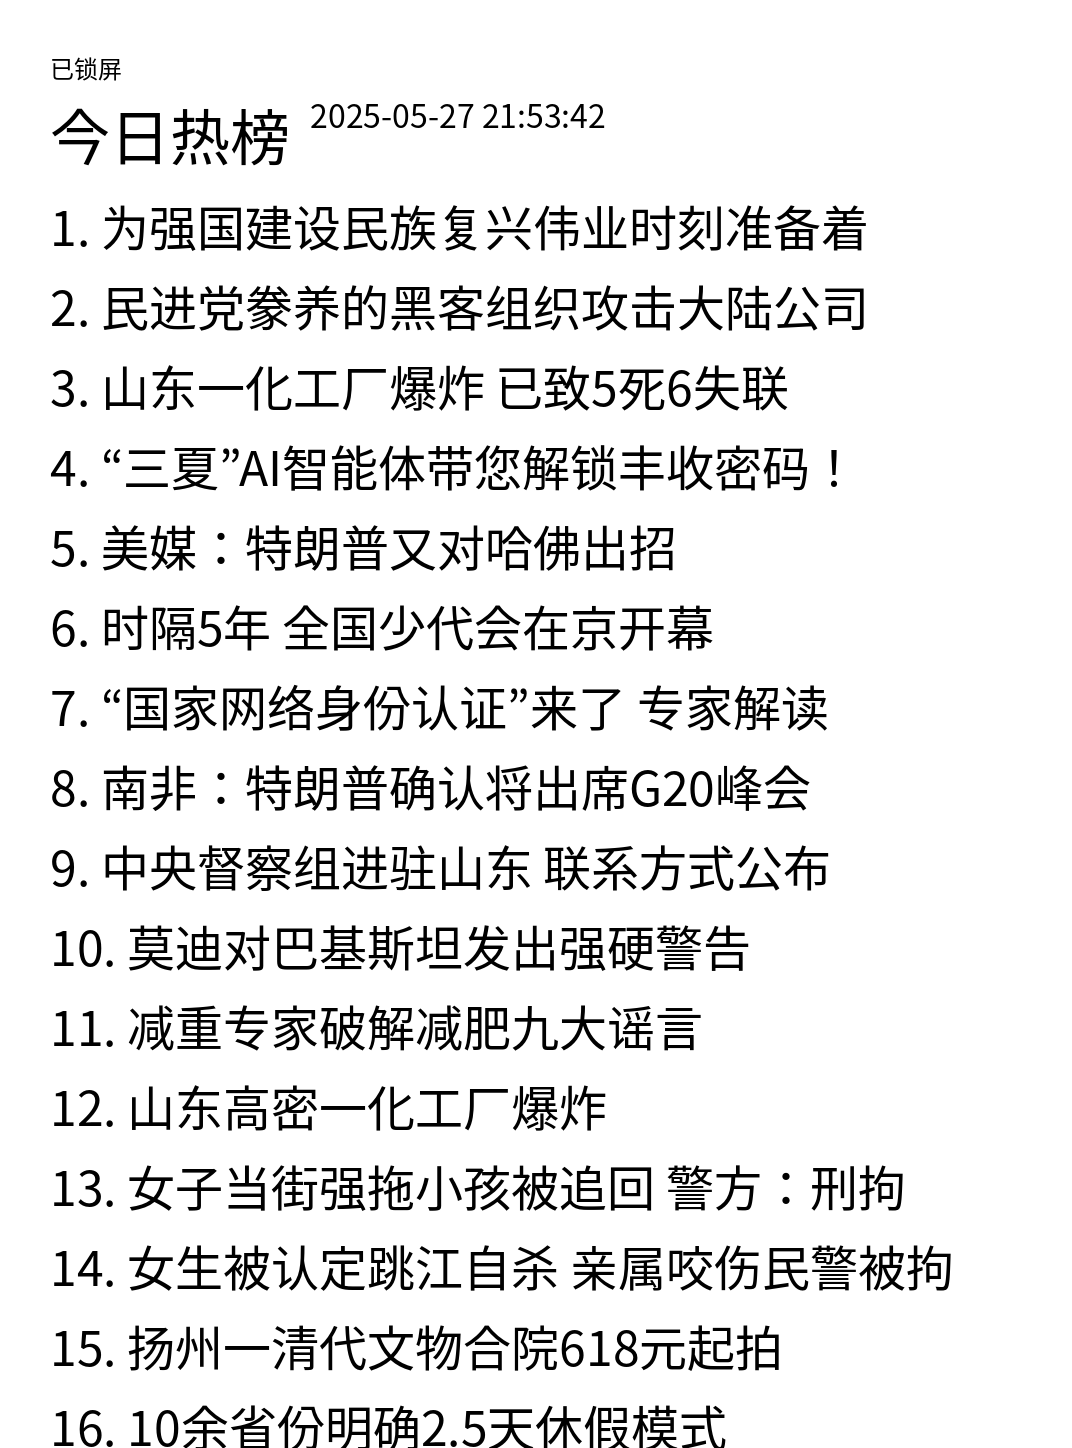 已锁屏
今日热榜 2025-05-27 21:53:42
1. 为强国建设民族复兴伟业时刻准备着
2. 民进党豢养的黑客组织攻击大陆公司
3. 山东一化工厂爆炸 已致5死6失联
4. “三夏”AI智能体带您解锁丰收密码！
5. 美媒：特朗普又对哈佛出招
6. 时隔5年 全国少代会在京开幕
7. “国家网络身份认证”来了 专家解读
8. 南非：特朗普确认将出席G20峰会
9. 中央督察组进驻山东 联系方式公布
10. 莫迪对巴基斯坦发出强硬警告
11. 减重专家破解减肥九大谣言
12. 山东高密一化工厂爆炸
13. 女子当街强拖小孩被追回 警方：刑拘
14. 女生被认定跳江自杀 亲属咬伤民警被拘
15. 扬州一清代文物合院618元起拍
16. 10余省份明确2.5天休假模式